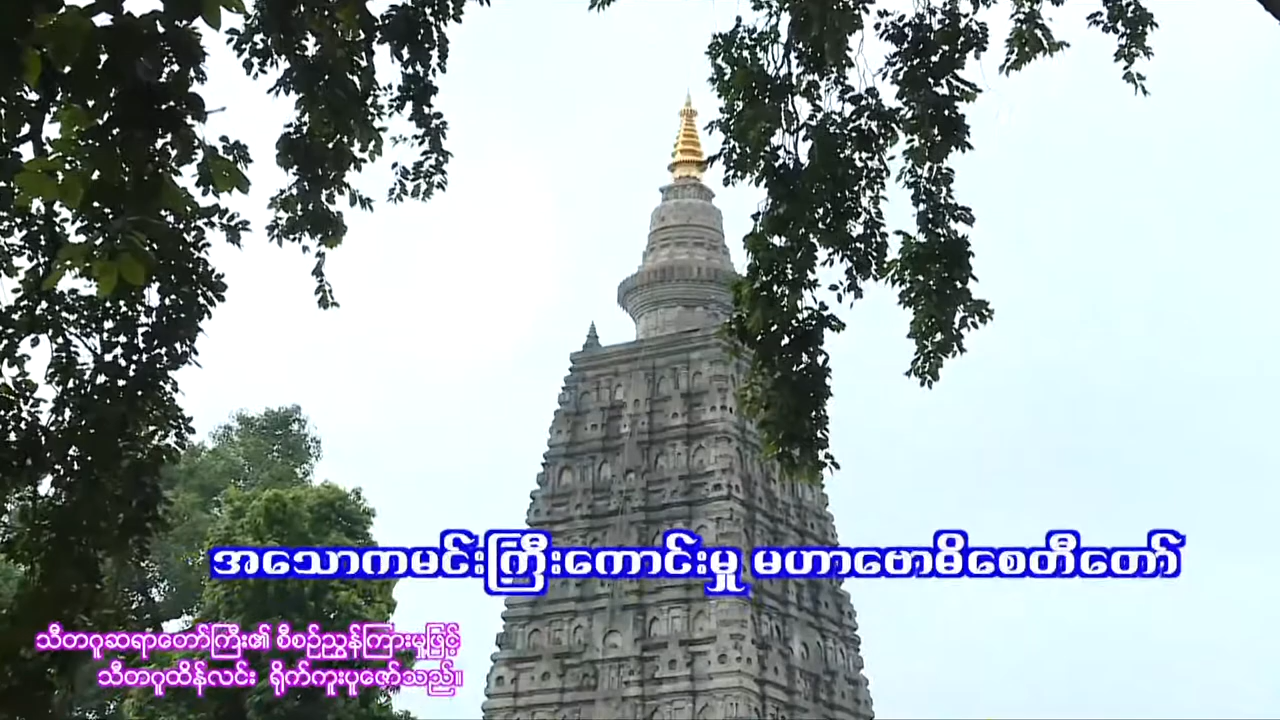 အသောကမင်းကြီးကောင်းမှု မဟာဗောဓိစေတီတော်
သီတဂူဆရာတော်ကြီး၏ စီစဉ်ညွှန်ကြားမှုဖြင့်
သီတဂူထိန်လင်း ရိုက်ကူးပူဇော်သည်။